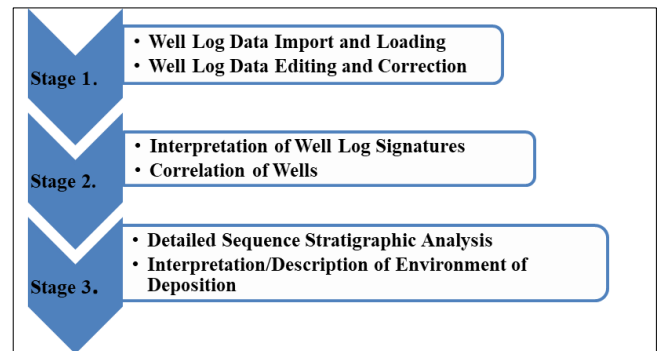 Stage 1.
• Well Log Data Import and Loading
• Well Log Data Editing and Correction
Stage 2.
• Interpretation of Well Log Signatures
• Correlation of Wells
Stage 3.
• Detailed Sequence Stratigraphic Analysis
• Interpretation/Description of Environment of
Deposition